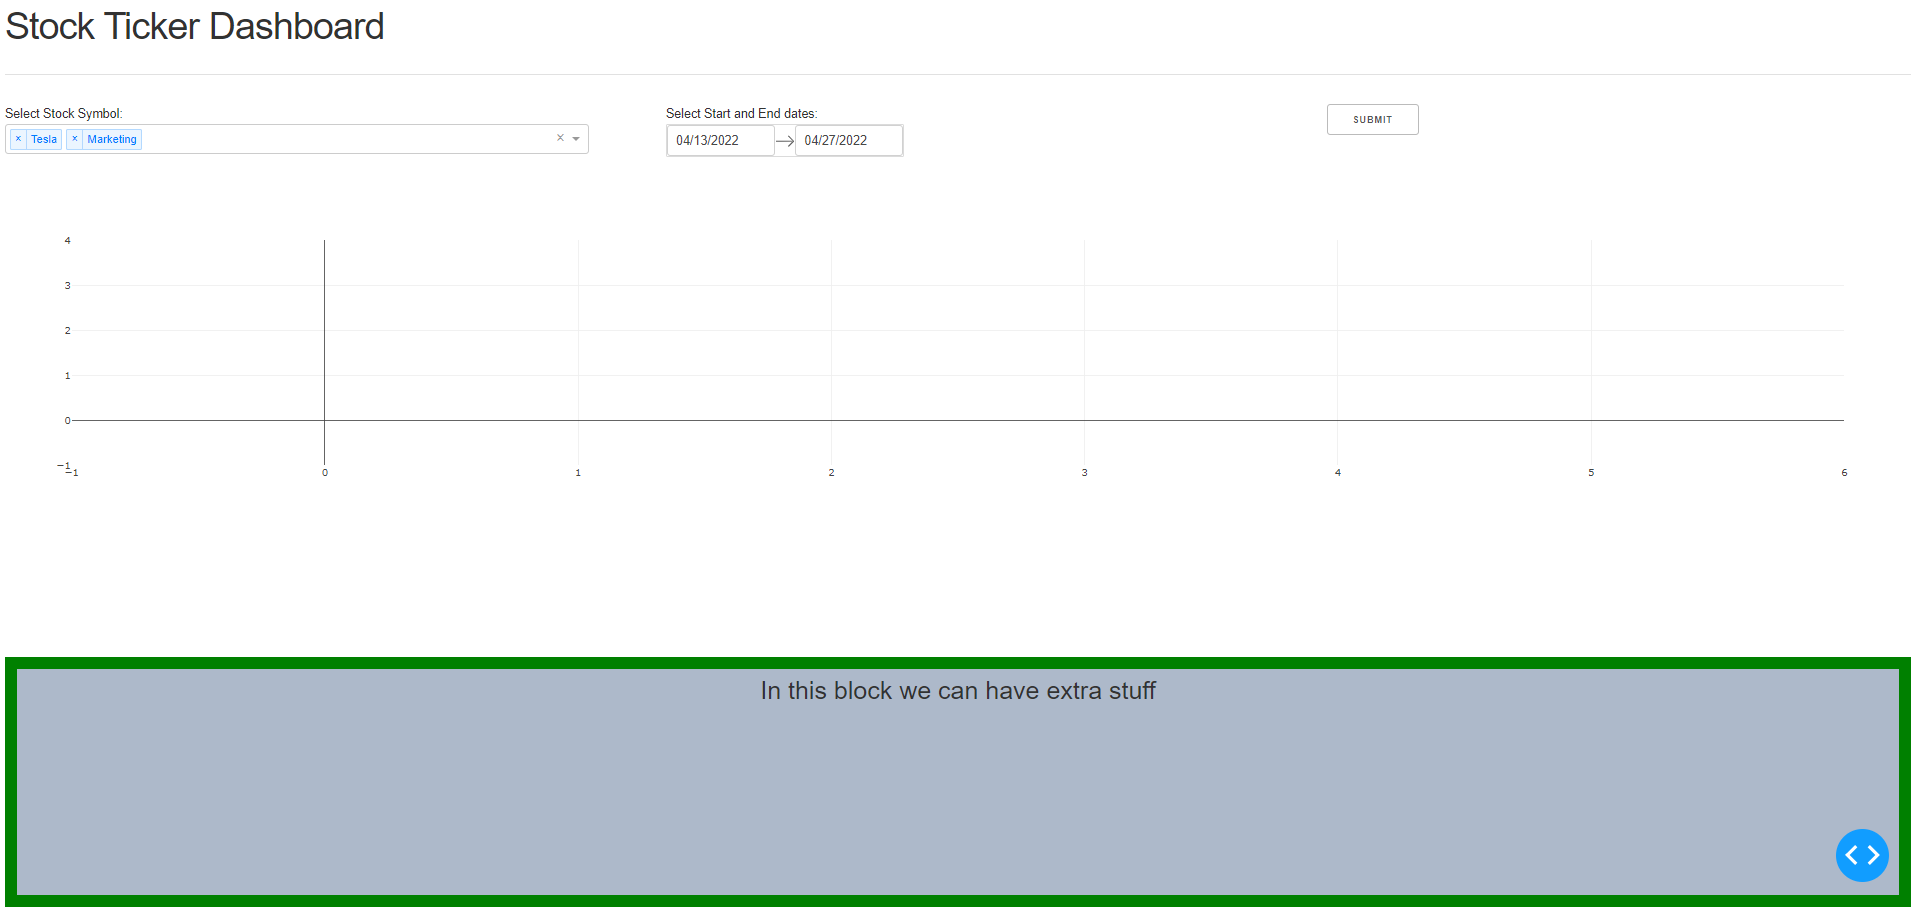 Stock Ticker Dashboard
Select Stock Symbol:
× Tesla × Marketing ×
Select Start and End dates:
04/13/2022 → 04/27/2022
SUBMIT
4
3
2
1
0
−1
−1 0 1 2 3 4 5 6
In this block we can have extra stuff